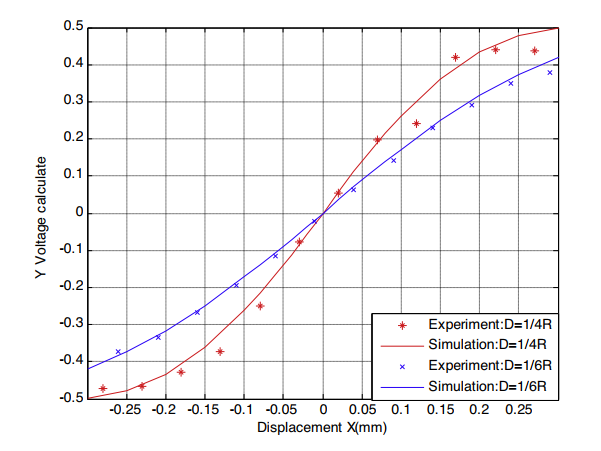 0.5
0.4
0.3
0.2
0.1
0
-0.1
-0.2
-0.3
-0.4
-0.5
Y Voltage calculate
Experiment:D=1/4R
Simulation:D=1/4R
Experiment:D=1/6R
Simulation:D=1/6R
-0.25 -0.2 -0.15 -0.1 -0.05 0 0.05 0.1 0.15 0.2 0.25
Displacement X(mm)